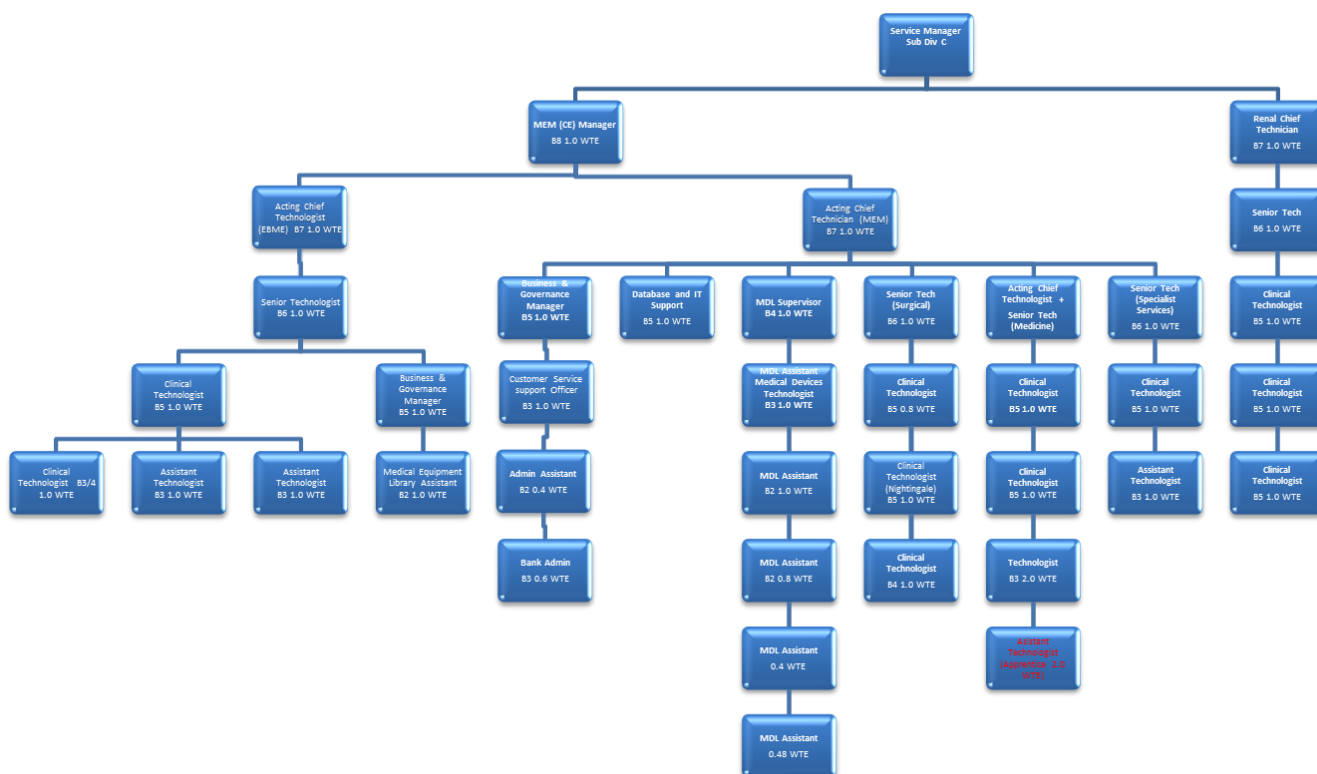 Service Manager
Sub Div C
MEM (CE) Manager
B8 1.0 WTE
Renal Chief
Technician
B7 1.0 WTE
Acting Chief
Technologist
(EBME) B7 1.0 WTE
Acting Chief
Technician (MEM)
B7 1.0 WTE
Senior Tech
B6 1.0 WTE
Senior Technologist
B6 1.0 WTE
Business &
Governance
Manager
B5 1.0 WTE
Database and IT
Support
B5 1.0 WTE
MDL Supervisor
B4 1.0 WTE
Senior Tech
(Surgical)
B6 1.0 WTE
Acting Chief
Technologist +
Senior Tech
(Medicine)
Senior Tech
(Specialist
Services)
B6 1.0 WTE
Clinical
Technologist
B5 1.0 WTE
Clinical
Technologist
B5 1.0 WTE
Business &
Governance
Manager
B5 1.0 WTE
Customer Service
support Officer
B3 1.0 WTE
MDL Assistant
Medical Devices
Technologist
B3 1.0 WTE
Clinical
Technologist
B5 0.8 WTE
Clinical
Technologist
B5 1.0 WTE
Clinical
Technologist
B5 1.0 WTE
Clinical
Technologist
B5 1.0 WTE
Clinical
Technologist B3/4
1.0 WTE
Assistant
Technologist
B3 1.0 WTE
Assistant
Technologist
B3 1.0 WTE
Medical Equipment
Library Assistant
B2 1.0 WTE
Admin Assistant
B2 0.4 WTE
MDL Assistant
B2 1.0 WTE
Clinical
Technologist
(Nightingale)
B5 1.0 WTE
Clinical
Technologist
B5 1.0 WTE
Assistant
Technologist
B3 1.0 WTE
Clinical
Technologist
B5 1.0 WTE
Bank Admin
B3 0.6 WTE
MDL Assistant
B2 0.8 WTE
Clinical
Technologist
B4 1.0 WTE
Technologist
B3 2.0 WTE
MDL Assistant
0.4 WTE
Asistant
Technologist
(Apprentice 2.0
WTE)
MDL Assistant
0.48 WTE